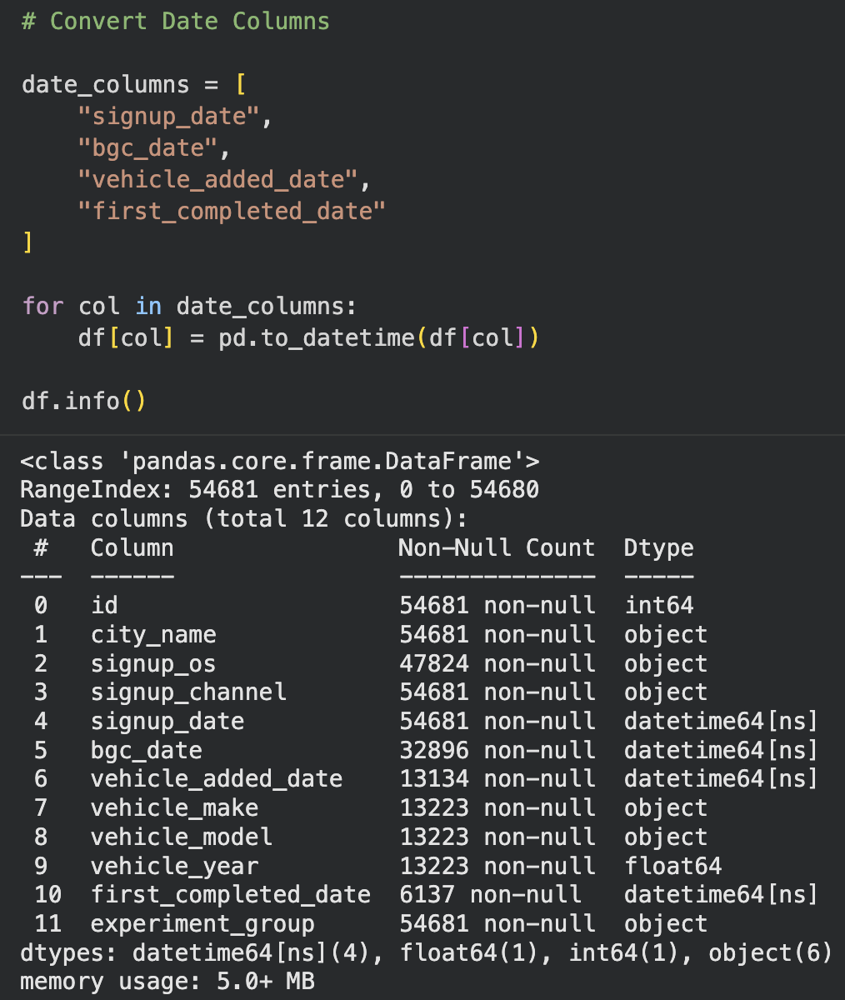 # Convert Date Columns
date_columns = [
    "signup_date",
    "bgc_date",
    "vehicle_added_date",
    "first_completed_date"
]
for col in date_columns:
    df[col] = pd.to_datetime(df[col])
df.info()
<class 'pandas.core.frame.DataFrame'>
RangeIndex: 54681 entries, 0 to 54680
Data columns (total 12 columns):
 #   Column                Non-Null Count  Dtype
---  ------                --------------  -----
 0   id                    54681 non-null  int64
 1   city_name             54681 non-null  object
 2   signup_os             47824 non-null  object
 3   signup_channel        54681 non-null  object
 4   signup_date           54681 non-null  datetime64[ns]
 5   bgc_date              32896 non-null  datetime64[ns]
 6   vehicle_added_date    13134 non-null  datetime64[ns]
 7   vehicle_make          13223 non-null  object
 8   vehicle_model         13223 non-null  object
 9   vehicle_year          13223 non-null  float64
 10  first_completed_date  6137 non-null   datetime64[ns]
 11  experiment_group      54681 non-null  object
dtypes: datetime64[ns](4), float64(1), int64(1), object(6)
memory usage: 5.0+ MB